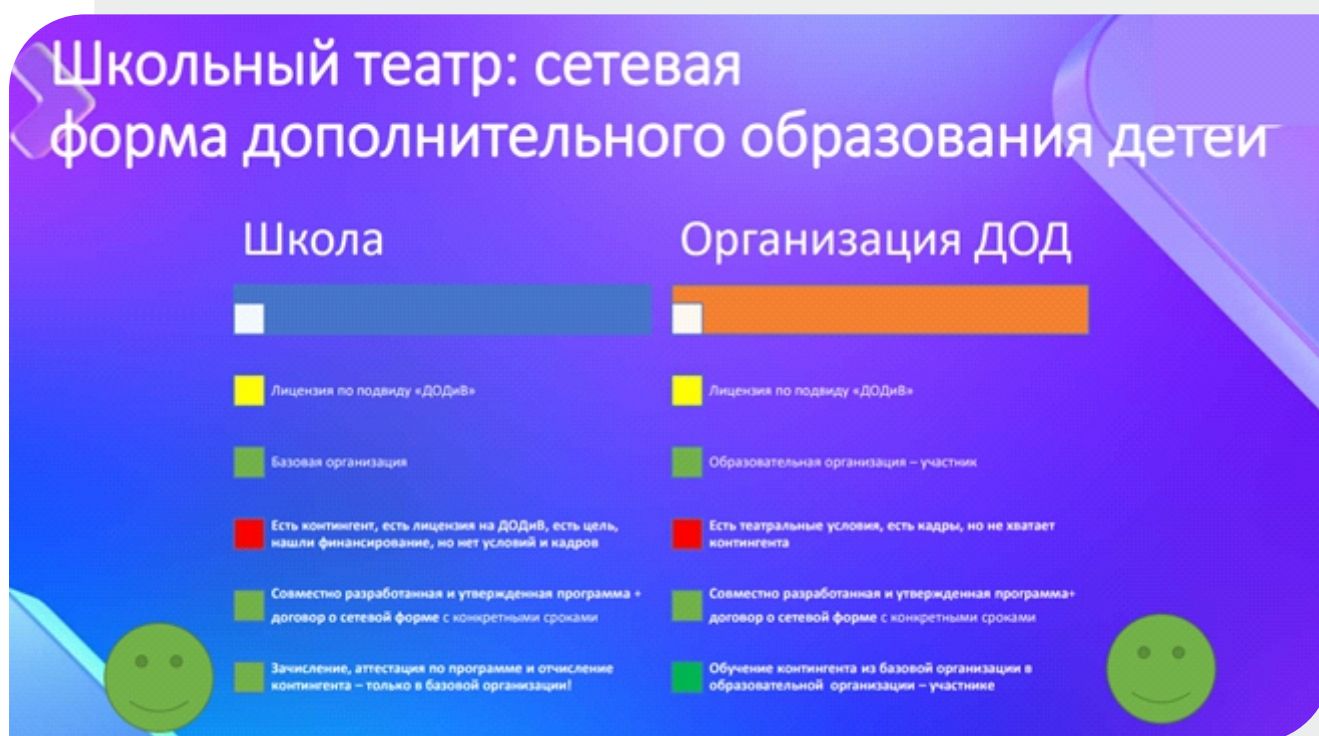 Школьный театр: сетевая
форма дополнительного образования детей
Школа
Лицензия по подвиду «ДОДиВ»
Базовая организация
Есть контингент, есть лицензия на ДОДиВ, есть цель,
нашли финансирование, но нет условий и кадров
Совместно разработанная и утвержденная программа +
договор о сетевой форме с конкретными сроками
Зачисление, аттестация по программе и отчисление
контингента – только в базовой организации!
Организация ДОД
Лицензия по подвиду «ДОДиВ»
Образовательная организация – участник
Есть театральные условия, есть кадры, но не хватает
контингента
Совместно разработанная и утвержденная программа+
договор о сетевой форме с конкретными сроками
Обучение контингента из базовой организации в
образовательной организации – участнике